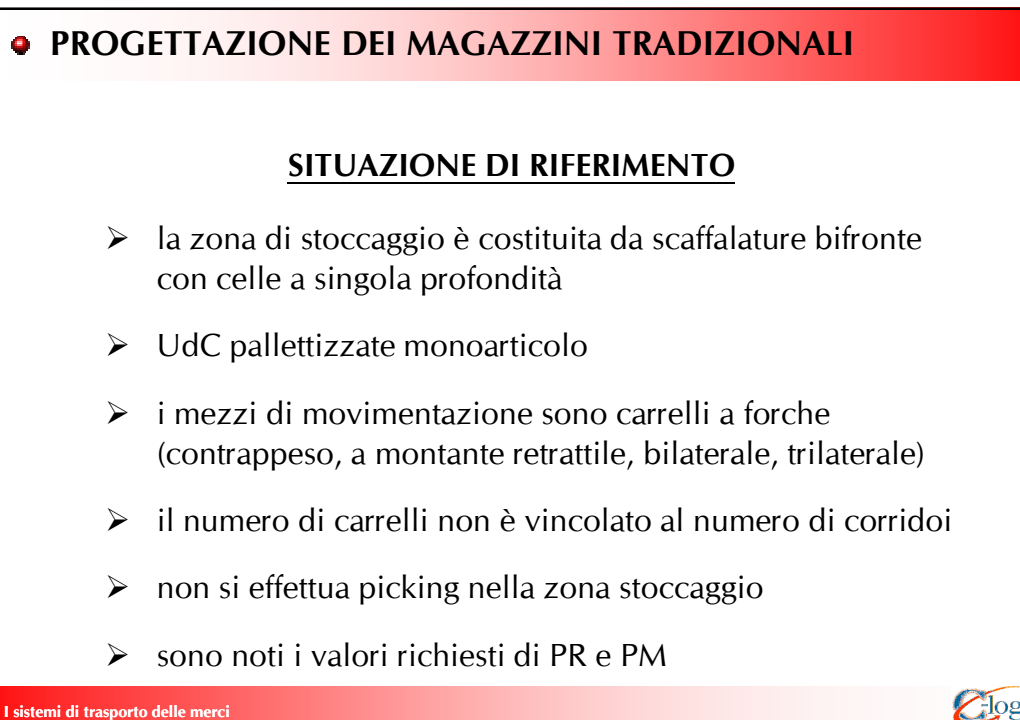 PROGETTAZIONE DEI MAGAZZINI TRADIZIONALI
SITUAZIONE DI RIFERIMENTO
➢ la zona di stoccaggio è costituita da scaffalature bifronte
con celle a singola profondità
➢ UdC pallettizzate monoarticolo
➢ i mezzi di movimentazione sono carrelli a forche
(contrappeso, a montante retrattile, bilaterale, trilaterale)
➢ il numero di carrelli non è vincolato al numero di corridoi
➢ non si effettua picking nella zona stoccaggio
➢ sono noti i valori richiesti di PR e PM
I sistemi di trasporto delle merci
C-log